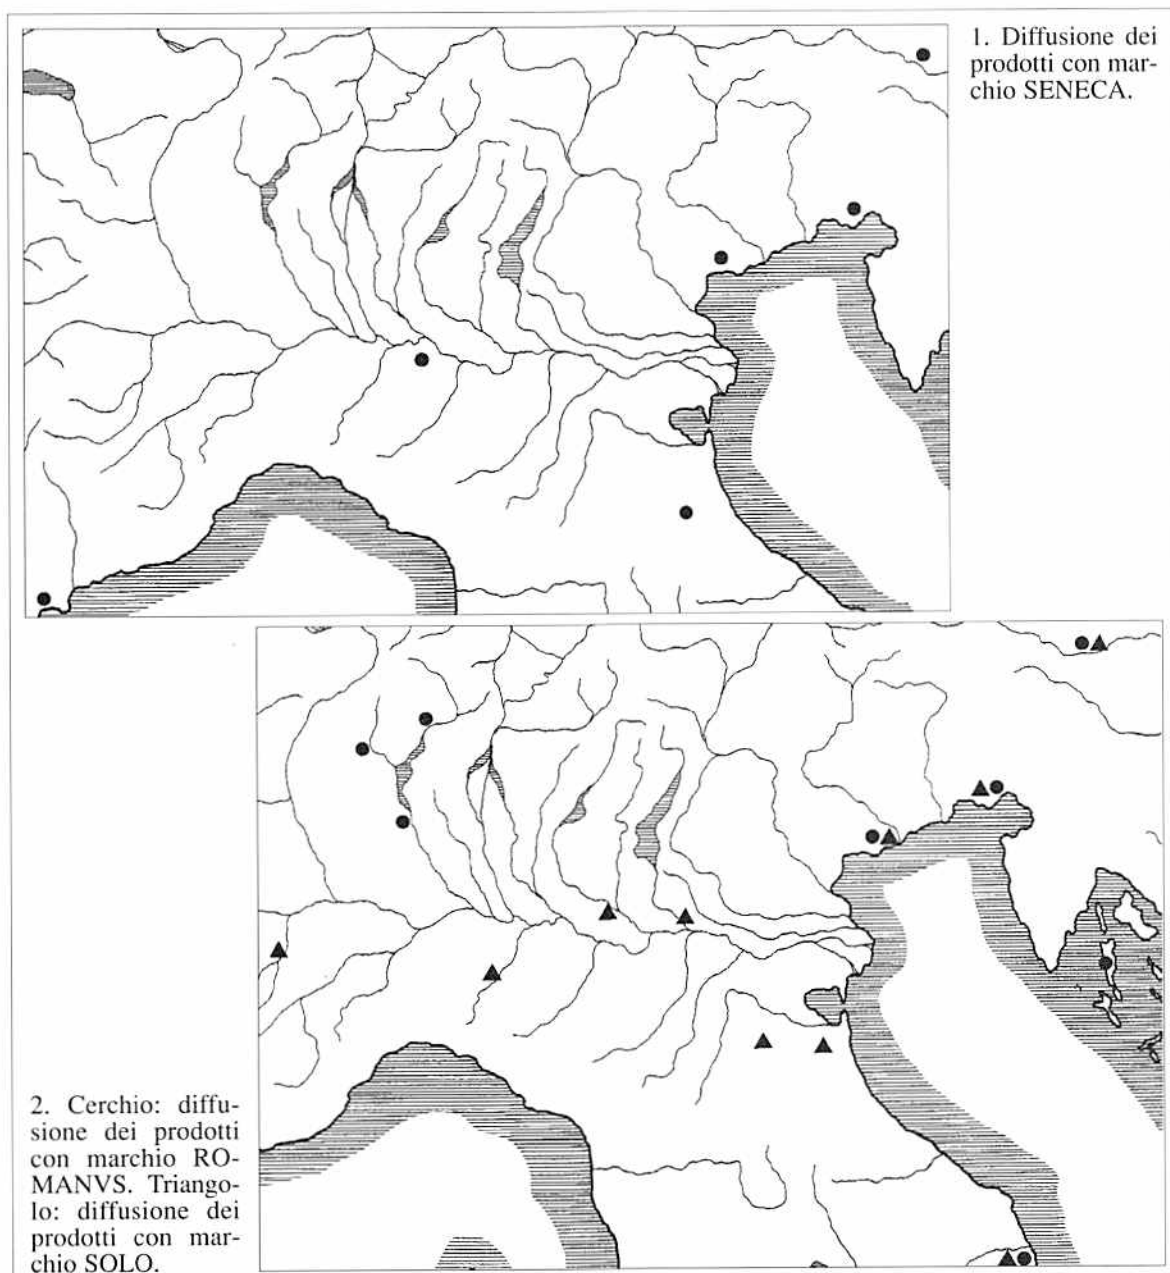 1. Diffusione dei
prodotti con mar-
chio SENECA.
2. Cerchio: diffu-
sione dei prodotti
con marchio RO-
MANVS. Triango-
lo: diffusione dei
prodotti con mar-
chio SOLO.